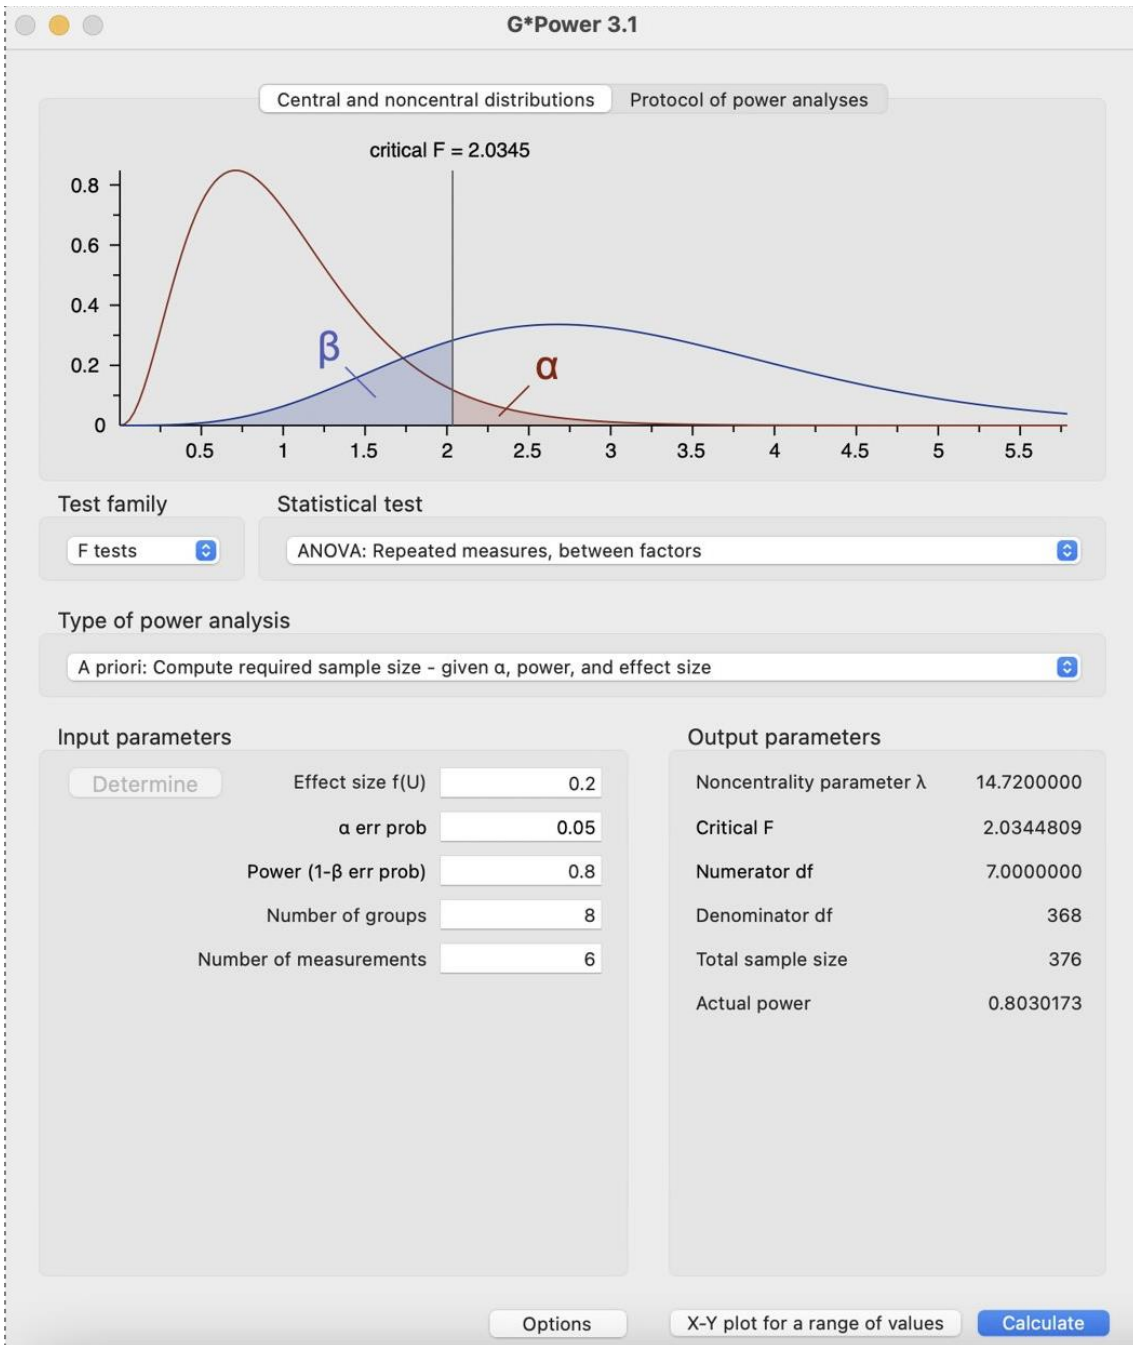 G*Power 3.1
Central and noncentral distributions Protocol of power analyses
critical F = 2.0345
0.8
0.6
0.4
0.2
0
β
α
0.5 1 1.5 2 2.5 3 3.5 4 4.5 5 5.5
Test family Statistical test
F tests ANOVA: Repeated measures, between factors
Type of power analysis
A priori: Compute required sample size - given α, power, and effect size
Input parameters
Determine Effect size f(U) 0.2
α err prob 0.05
Power (1-β err prob) 0.8
Number of groups 8
Number of measurements 6
Output parameters
Noncentrality parameter λ 14.7200000
Critical F 2.0344809
Numerator df 7.0000000
Denominator df 368
Total sample size 376
Actual power 0.8030173
Options X-Y plot for a range of values Calculate